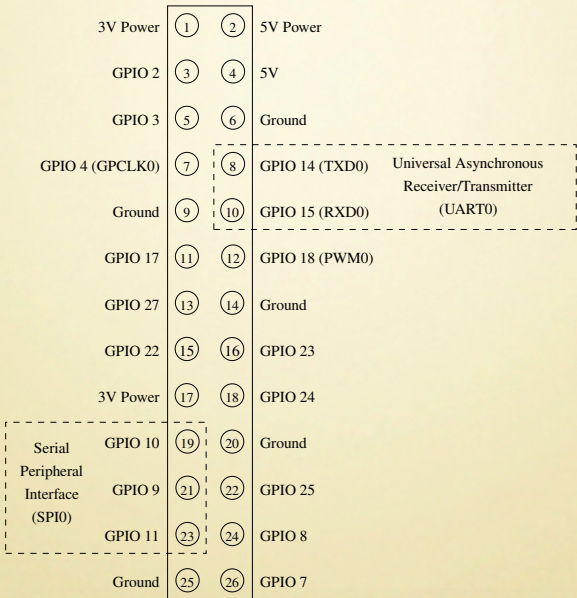 3V Power 1 2 5V Power
GPIO 2 3 4 5V
GPIO 3 5 6 Ground
GPIO 4 (GPCLK0) 7 8 GPIO 14 (TXD0) Universal Asynchronous
Receiver/Transmitter
Ground 9 10 GPIO 15 (RXD0) (UART0)
GPIO 17 11 12 GPIO 18 (PWM0)
GPIO 27 13 14 Ground
GPIO 22 15 16 GPIO 23
3V Power 17 18 GPIO 24
Serial GPIO 10 19 20 Ground
Peripheral
Interface GPIO 9 21 22 GPIO 25
(SPI0)
GPIO 11 23 24 GPIO 8
Ground 25 26 GPIO 7